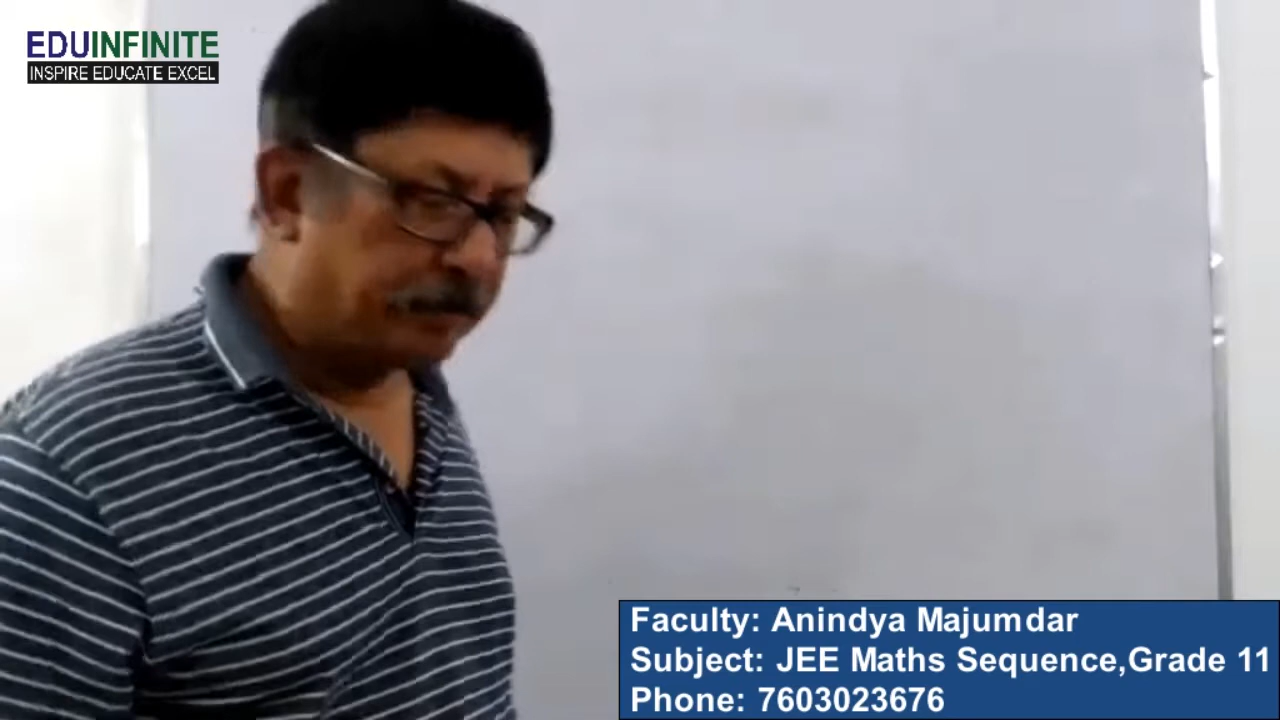 EDUINFINITE
INSPIRE EDUCATE EXCEL
Faculty: Anindya Majumdar
Subject: JEE Maths Sequence,Grade 11
Phone: 7603023676